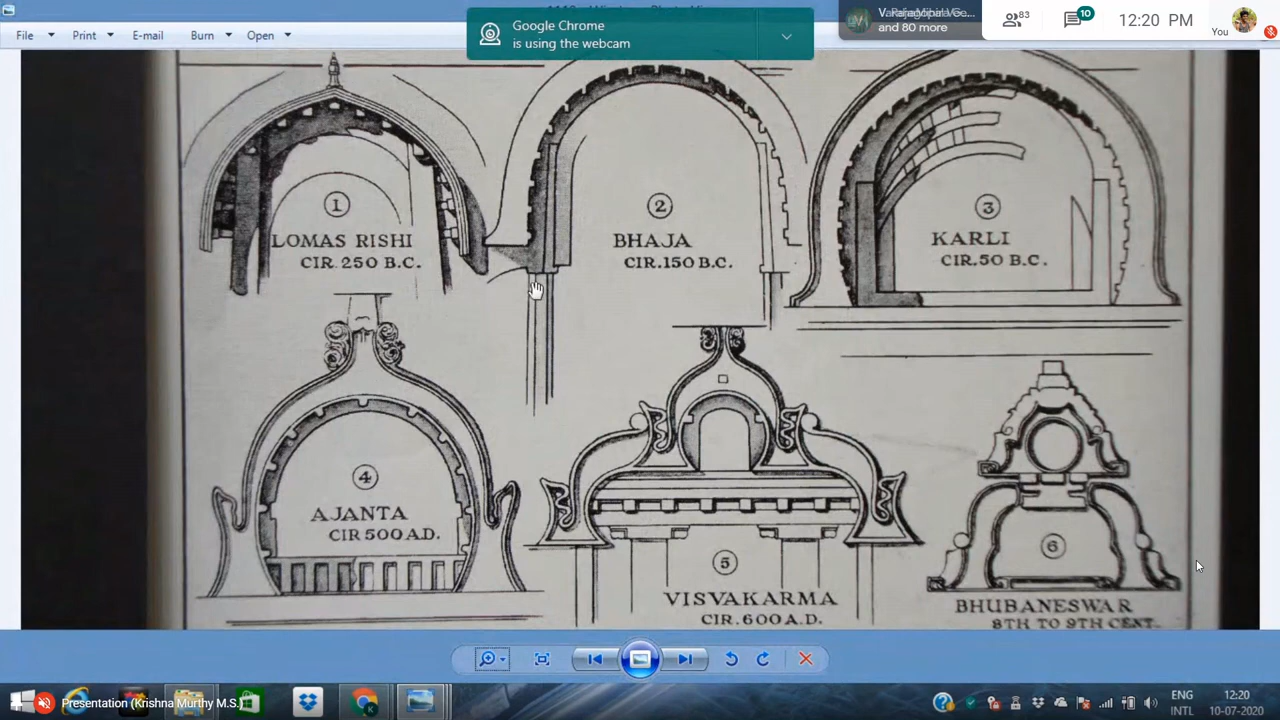 File
Print
E-mail
Burn
Open
Google Chrome
is using the webcam
and 80 more
83
10
12:20 PM
You
1
LOMAS RISHI
CIR. 250 B.C.
2
BHAJA
CIR. 150 B.C.
3
KARLI
CIR. 50 B.C.
4
AJANTA
CIR 500 A.D.
5
VISVAKARMA
CIR. 600 A.D.
6
BHUBANESWAR
8TH TO 9TH CENT.
Presentation (Krishna Murthy M.S.)
ENG
INTL
12:20
10-07-2020